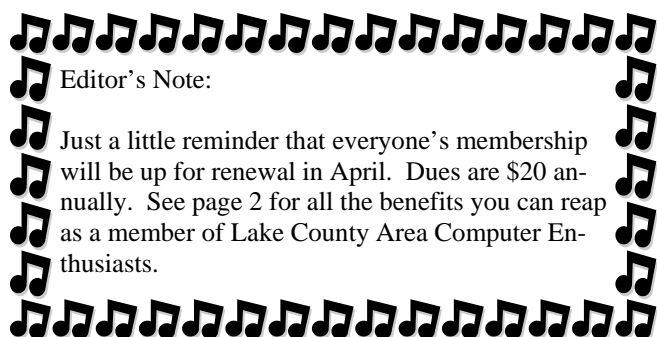 Editor’s Note:
Just a little reminder that everyone’s membership
will be up for renewal in April.  Dues are $20 an-
nually.  See page 2 for all the benefits you can reap
as a member of Lake County Area Computer En-
thusiasts.